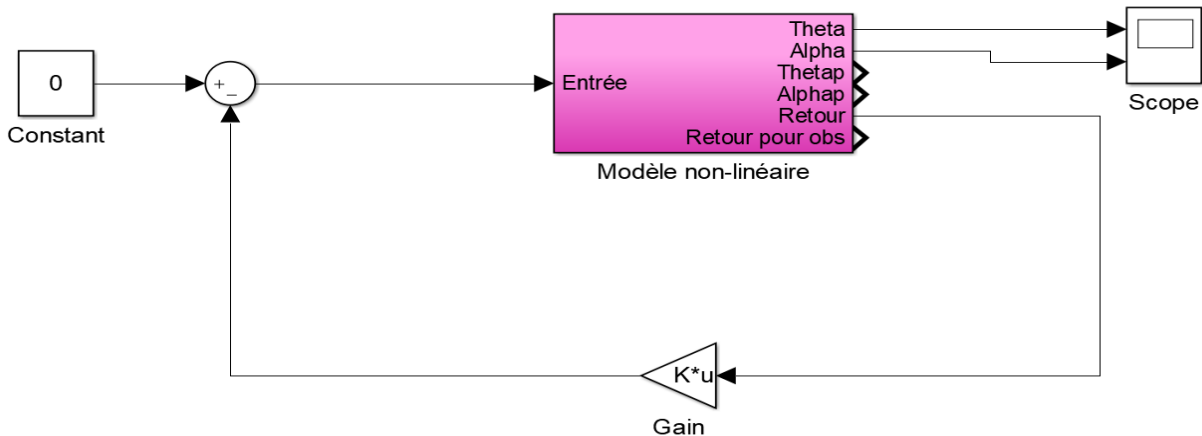 0
Constant
+
_
Entrée
Theta
Alpha
Thetap
Alphap
Retour
Retour pour obs
Modèle non-linéaire
Scope
K*u
Gain